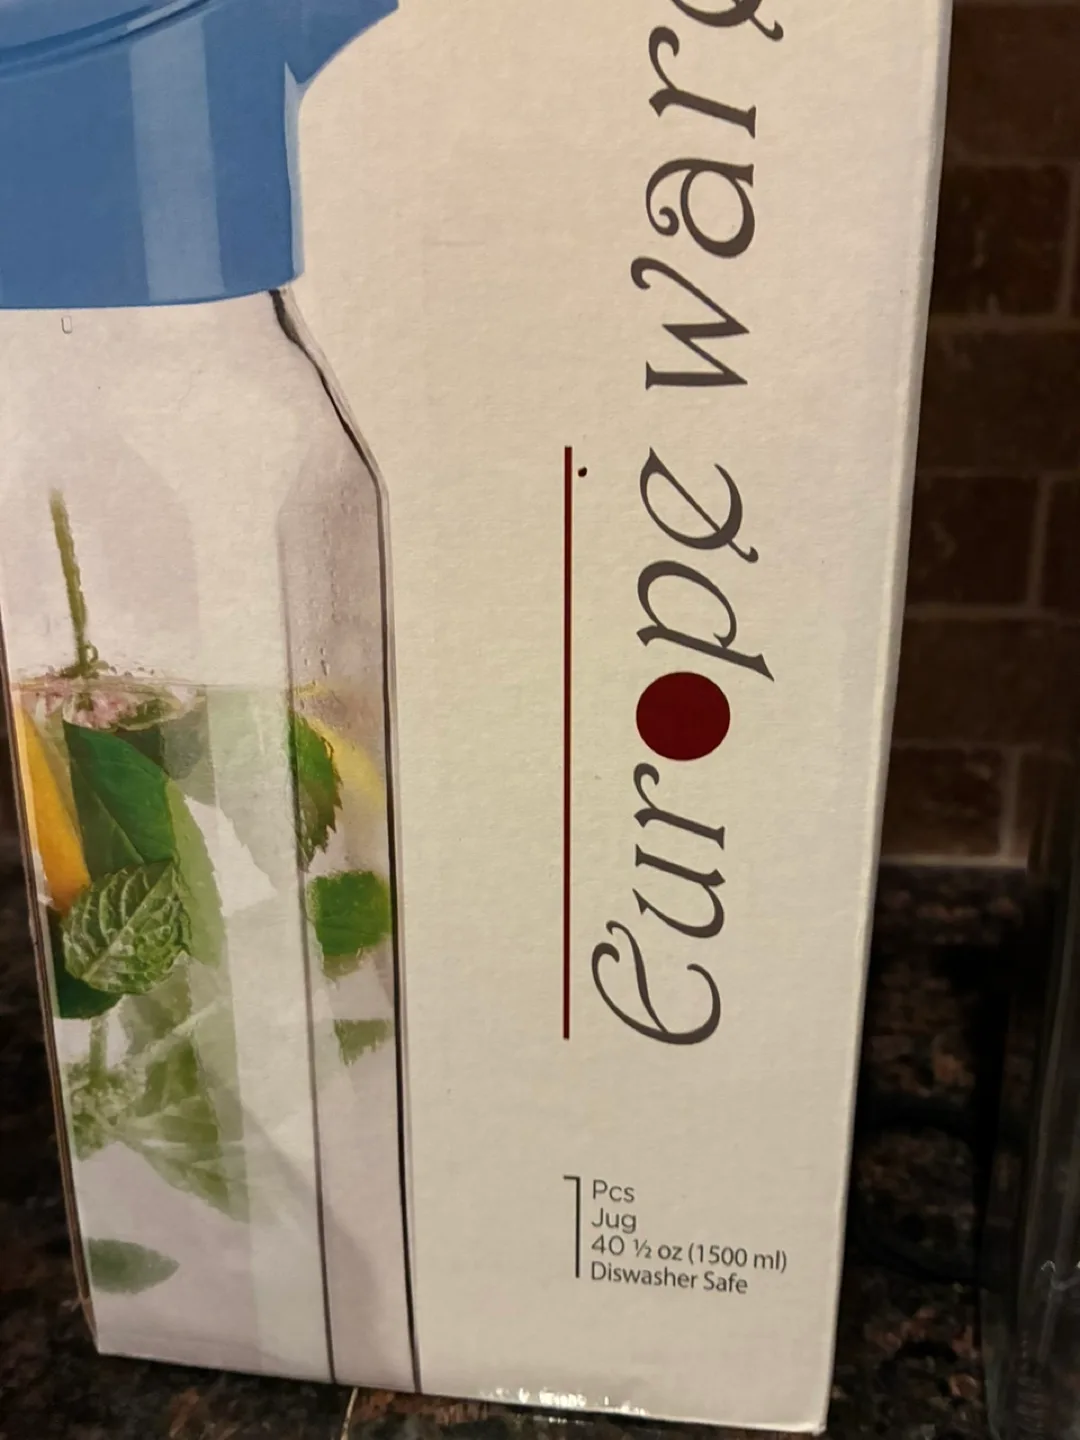 europe ware
1 Pcs
Jug
40 ½ oz (1500 ml)
Diswasher Safe